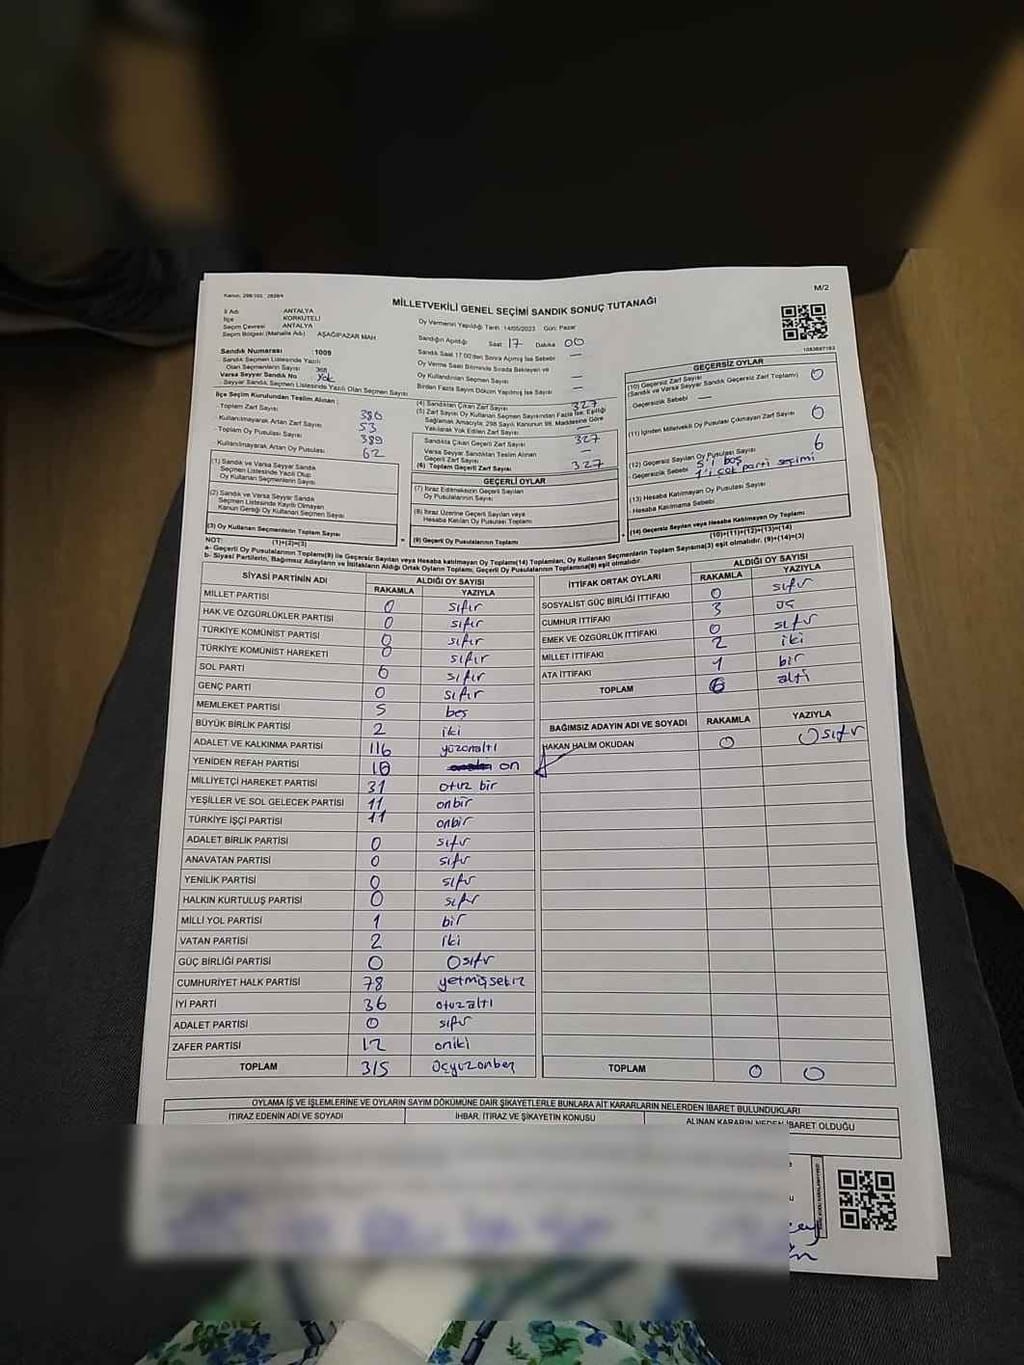 M/2
MİLLETVEKİLİ GENEL SEÇİMİ SANDIK SONUÇ TUTANAĞI
1083697193
İl Adı : ANTALYA
İlçe : KORKUTELİ
Seçim Çevresi : ANTALYA
Seçim Bölgesi (Mahalle Adı) : AŞAĞIPAZAR MAH
Oy Vermenin Yapıldığı Tarih :14/05/2023 Gün: Pazar
Sandığın Açıldığı Saat :17 Dakika 00
Sandık Saat 17.00'den Sonra Açılmış İse Sebebi —
Oy Verme Saati Bitiminde Sırada Bekleyen ve
Oy Kullandırılan Seçmen Sayısı —
Birden Fazla Sayım Döküm Yapılmış İse Sayısı —
Sandık Numarası : 1009
Sandık Seçmen Listesinde Yazılı
Olan Seçmenlerin Sayısı : 368
Varsa Seyyar Sandık No : Yok
Seyyar Sandık Seçmen Listesinde Yazılı Olan Seçmen Sayısı
İlçe Seçim Kurulundan Teslim Alınan :
-Toplam Zarf Sayısı 380
-Kullanılmayarak Artan Zarf Sayısı 53
-Toplam Oy Pusulası Sayısı 389
-Kullanılmayarak Artan Oy Pusulası 62
(1) Sandık ve Varsa Seyyar Sandık
Seçmen Listesinde Yazılı Olup
Oy Kullanan Seçmenlerin Sayısı
(2) Sandık ve Varsa Seyyar Sandık
Seçmen Listesinde Kayıtlı Olmayan
Kanun Gereği Oy Kullanan Seçmen Sayısı
(3) Oy Kullanan Seçmenlerin Toplam Sayısı
(1)+(2)=(3)
(4) Sandıktan Çıkan Zarf Sayısı 327
(5) Zarf Sayısı Oy Kullanan Seçmen Sayısından Fazla İse, Eşitliği
Sağlamak Amacıyla, 298 Sayılı Kanunun 98. Maddesine Göre
Yakılarak Yok Edilen Zarf Sayısı —
Sandıkta Çıkan Geçerli Zarf Sayısı 327
Varsa Seyyar Sandıktan Teslim Alınan
Geçerli Zarf Sayısı —
(6) Toplam Geçerli Zarf Sayısı 327
GEÇERLİ OYLAR
(7) İtiraz Edilmeksizin Geçerli Sayılan
Oy Pusulalarının Sayısı
(8) İtiraz Üzerine Geçerli Sayılan veya
Hesaba Katılan Oy Pusulası Toplamı
(9) Geçerli Oy Pusulaları Toplamı
GEÇERSİZ OYLAR
(10) Geçersiz Zarf Sayısı
(Sandık ve Varsa Seyyar Sandık Geçersiz Zarf Toplamı) 0
- Geçersizlik Sebebi —
(11) İçinden Milletvekili Oy Pusulası Çıkmayan Zarf Sayısı 0
(12) Geçersiz Sayılan Oy Pusulası Sayısı 6
- Geçersizlik Sebebi 5'i boş
1'i çok parti seçimi
(13) Hesaba Katılmayan Oy Pusulası Sayısı
- Hesaba Katılmama Sebebi
(14) Geçersiz Sayılan veya Hesaba Katılmayan Oy Toplamı
(10)+(11)+(12)+(13)=(14)
NOT:
a- Geçerli Oy Pusulalarının Toplamı(9) ile Geçersiz Sayılan veya Hesaba katılmayan Oy Toplamı(14) Toplamları, Oy Kullanan Seçmenlerin Toplam Sayısına(3) eşit olmalıdır. (9)+(14)=(3)
b- Siyasi Partilerin, Bağımsız Adayların ve İttifakların Aldığı Ortak Oyların Toplamı; Geçerli Oy Pusulalarının Toplamına(9) eşit olmalıdır.
SİYASİ PARTİNİN ADI ALDIĞI OY SAYISI
RAKAMLA YAZIYLA
MİLLET PARTİSİ 0 sıfır
HAK VE ÖZGÜRLÜKLER PARTİSİ 0 sıfır
TÜRKİYE KOMÜNİST PARTİSİ 0 sıfır
TÜRKİYE KOMÜNİST HAREKETİ 0 sıfır
SOL PARTİ 0 sıfır
GENÇ PARTİ 0 sıfır
MEMLEKET PARTİSİ 5 beş
BÜYÜK BİRLİK PARTİSİ 2 iki
ADALET VE KALKINMA PARTİSİ 116 yüzonaltı
YENİDEN REFAH PARTİSİ 10 on
MİLLİYETÇİ HAREKET PARTİSİ 31 otuz bir
YEŞİLLER VE SOL GELECEK PARTİSİ 11 onbir
TÜRKİYE İŞÇİ PARTİSİ 11 onbir
ADALET BİRLİK PARTİSİ 0 sıfır
ANAVATAN PARTİSİ 0 sıfır
YENİLİK PARTİSİ 0 sıfır
HALKIN KURTULUŞ PARTİSİ 0 sıfır
MİLLİ YOL PARTİSİ 1 bir
VATAN PARTİSİ 2 iki
GÜÇ BİRLİĞİ PARTİSİ 0 0 sıfır
CUMHURİYET HALK PARTİSİ 78 yetmişsekiz
İYİ PARTİ 36 otuzaltı
ADALET PARTİSİ 0 sıfır
ZAFER PARTİSİ 12 oniki
TOPLAM 315 üçyüzonbeş
İTTİFAK ORTAK OYLARI ALDIĞI OY SAYISI
RAKAMLA YAZIYLA
SOSYALİST GÜÇ BİRLİĞİ İTTİFAKI 0 sıfır
CUMHUR İTTİFAKI 3 üç
EMEK VE ÖZGÜRLÜK İTTİFAKI 0 sıfır
MİLLET İTTİFAKI 2 iki
ATA İTTİFAKI 1 bir
TOPLAM 6 altı
BAĞIMSIZ ADAYIN ADI VE SOYADI RAKAMLA YAZIYLA
HAKAN HALİM OKUDAN 0 0 sıfır
TOPLAM 0 0
OYLAMA İŞ VE İŞLEMLERİNE VE OYLARIN SAYIM DÖKÜMÜNE DAİR ŞİKAYETLERLE BUNLARA AİT KARARLARIN NELERDEN İBARET BULUNDUKLARI
İTİRAZ EDENİN ADI VE SOYADI İHBAR, İTİRAZ VE ŞİKAYETİN KONUSU ALINAN KARARIN NEDEN İBARET OLDUĞU